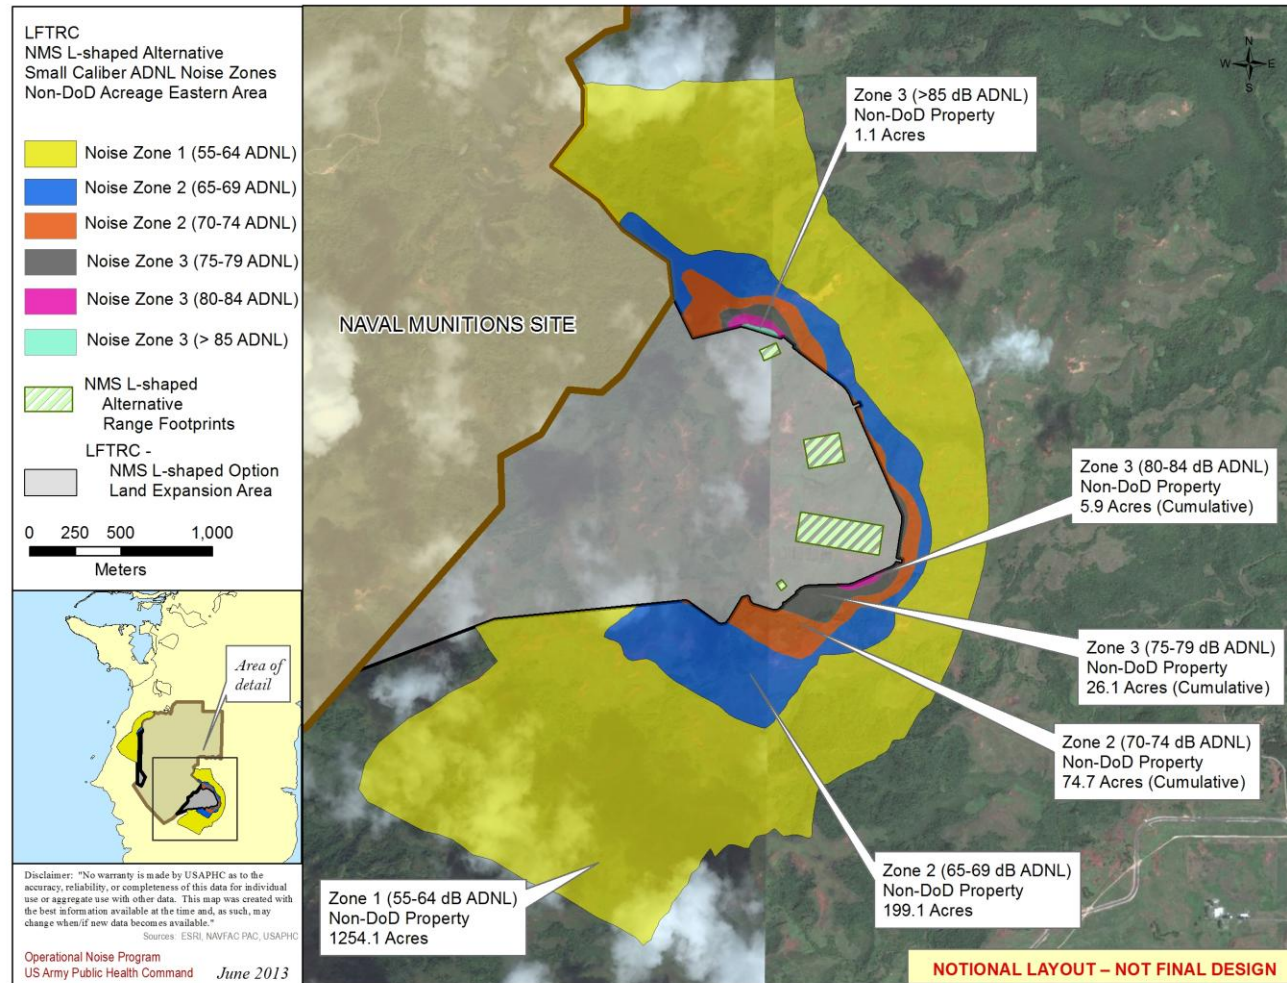 LFTRC
NMS L-shaped Alternative
Small Caliber ADNL Noise Zones
Non-DoD Acreage Eastern Area
Noise Zone 1 (55-64 ADNL)
Noise Zone 2 (65-69 ADNL)
Noise Zone 2 (70-74 ADNL)
Noise Zone 3 (75-79 ADNL)
Noise Zone 3 (80-84 ADNL)
Noise Zone 3 (> 85 ADNL)
NMS L-shaped
Alternative
Range Footprints
LFTRC -
NMS L-shaped Option
Land Expansion Area
0 250 500 1,000
Meters
Area of
detail
Disclaimer: "No warranty is made by USAPHC as to the
accuracy, reliability, or completeness of this data for individual
use or aggregate use with other data. This map was created with
the best information available at the time and, as such, may
change when/if new data becomes available."
Sources: ESRI, NAVFAC PAC, USAPHC
Operational Noise Program
US Army Public Health Command June 2013
N
W E
S
Zone 3 (>85 dB ADNL)
Non-DoD Property
1.1 Acres
NAVAL MUNITIONS SITE
Zone 3 (80-84 dB ADNL)
Non-DoD Property
5.9 Acres (Cumulative)
Zone 3 (75-79 dB ADNL)
Non-DoD Property
26.1 Acres (Cumulative)
Zone 2 (70-74 dB ADNL)
Non-DoD Property
74.7 Acres (Cumulative)
Zone 2 (65-69 dB ADNL)
Non-DoD Property
199.1 Acres
Zone 1 (55-64 dB ADNL)
Non-DoD Property
1254.1 Acres
NOTIONAL LAYOUT – NOT FINAL DESIGN